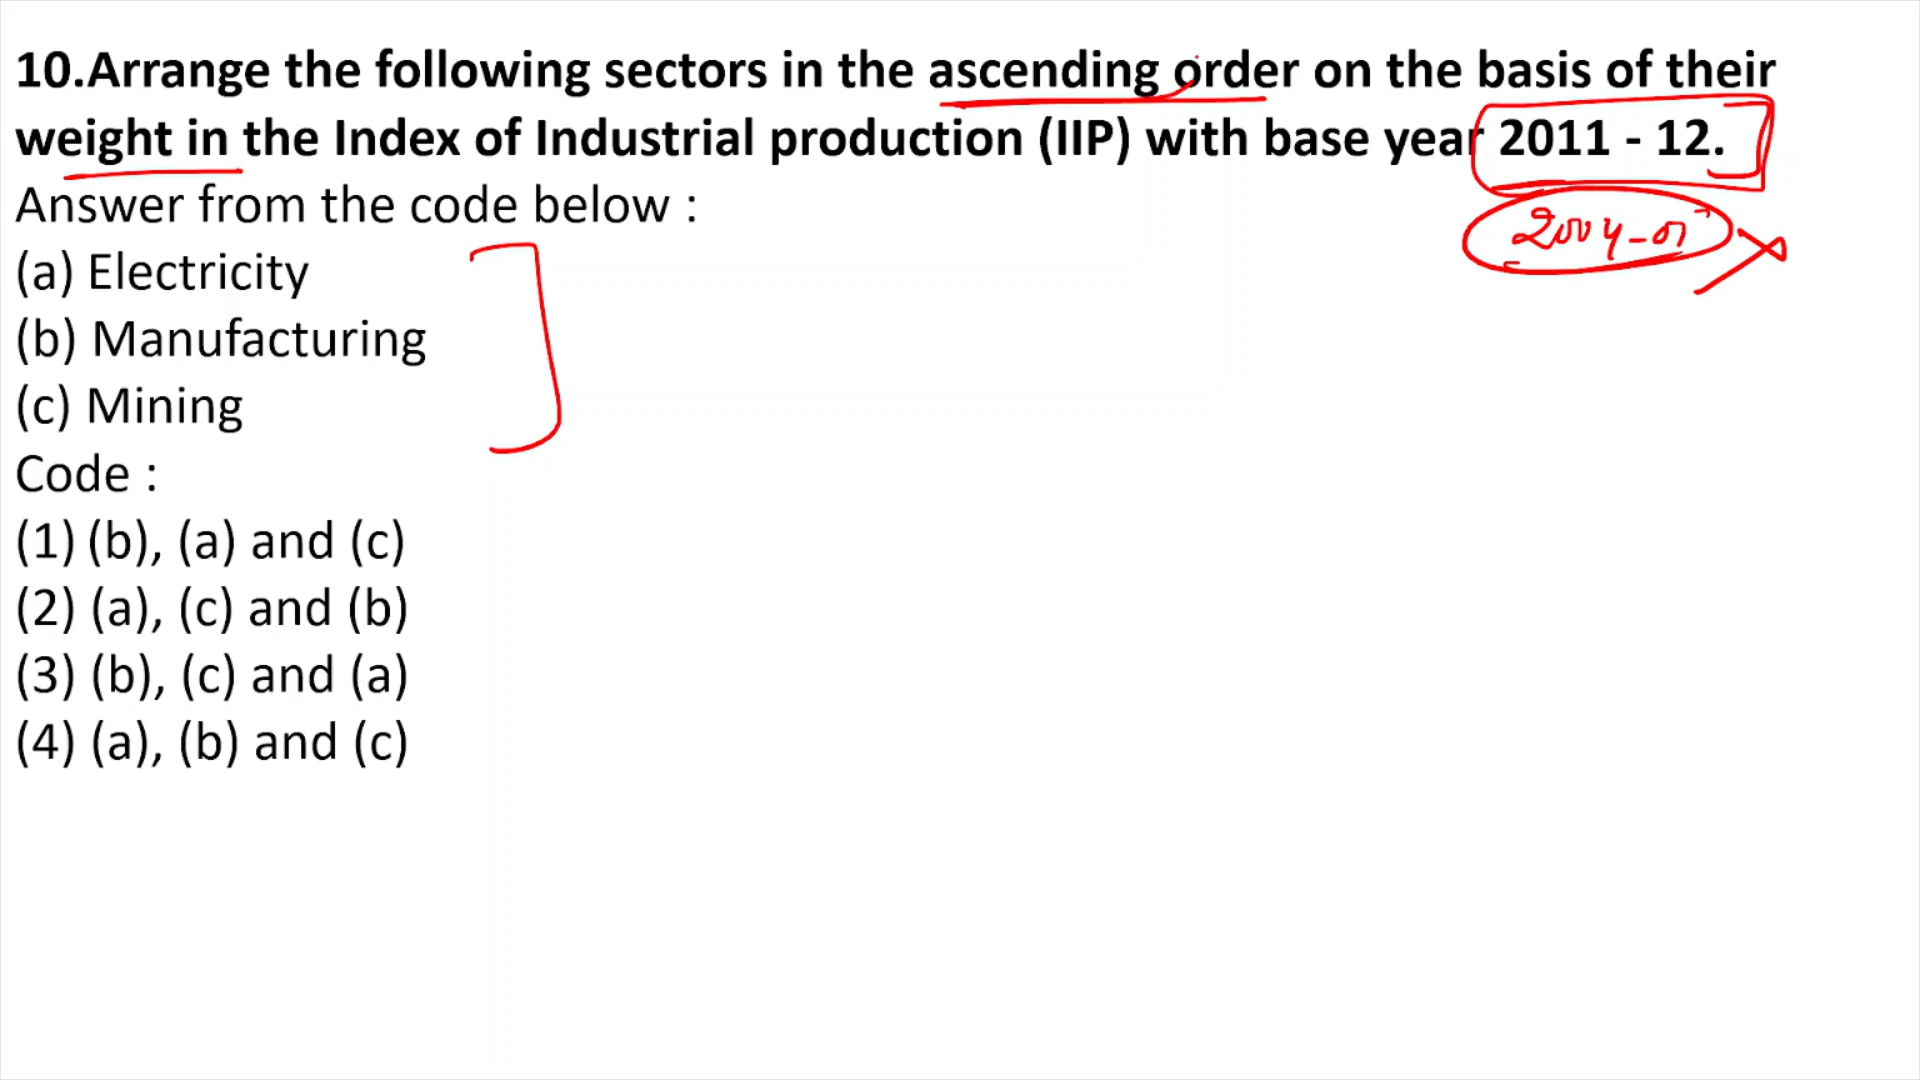 10.Arrange the following sectors in the ascending order on the basis of their
weight in the Index of Industrial production (IIP) with base year 2011 - 12.
Answer from the code below :
2004-05
(a) Electricity
(b) Manufacturing
(c) Mining
Code :
(1) (b), (a) and (c)
(2) (a), (c) and (b)
(3) (b), (c) and (a)
(4) (a), (b) and (c)